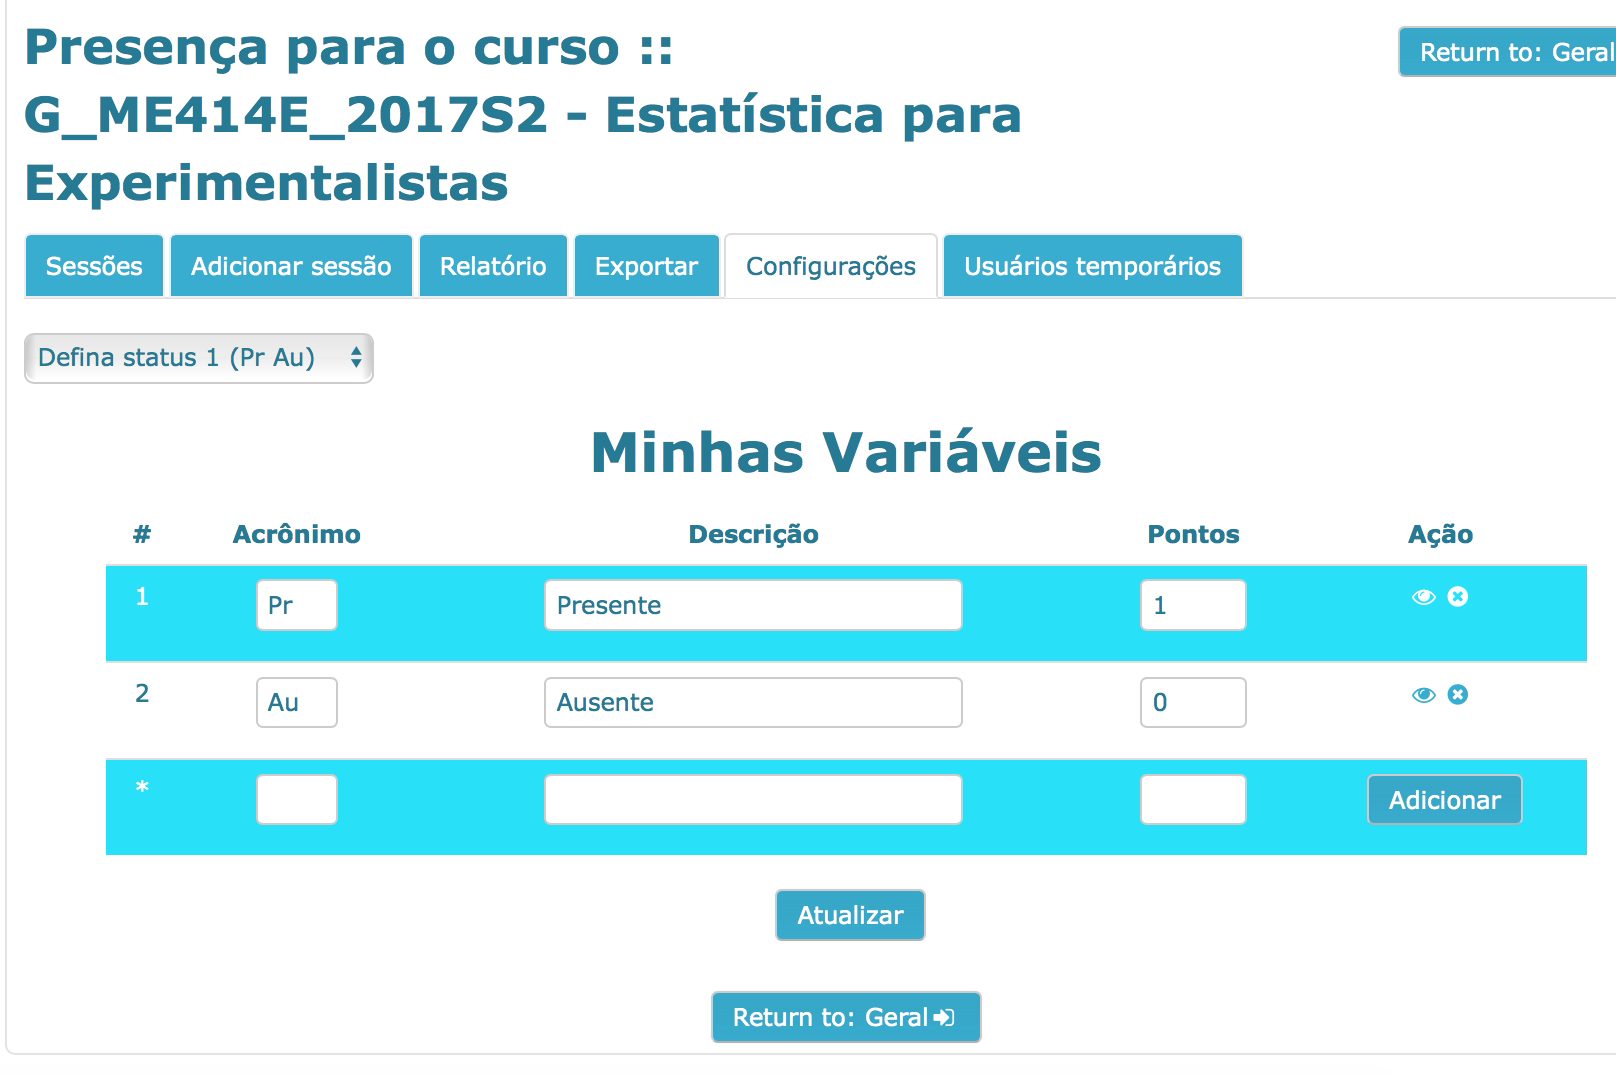 Presença para o curso ::
Return to: Geral
G_ME414E_2017S2 - Estatística para
Experimentalistas
Sessões Adicionar sessão Relatório Exportar Configurações Usuários temporários
Defina status 1 (Pr Au)
Minhas Variáveis
# Acrônimo Descrição Pontos Ação
1 Pr Presente 1
2 Au Ausente 0
* Adicionar
Atualizar
Return to: Geral